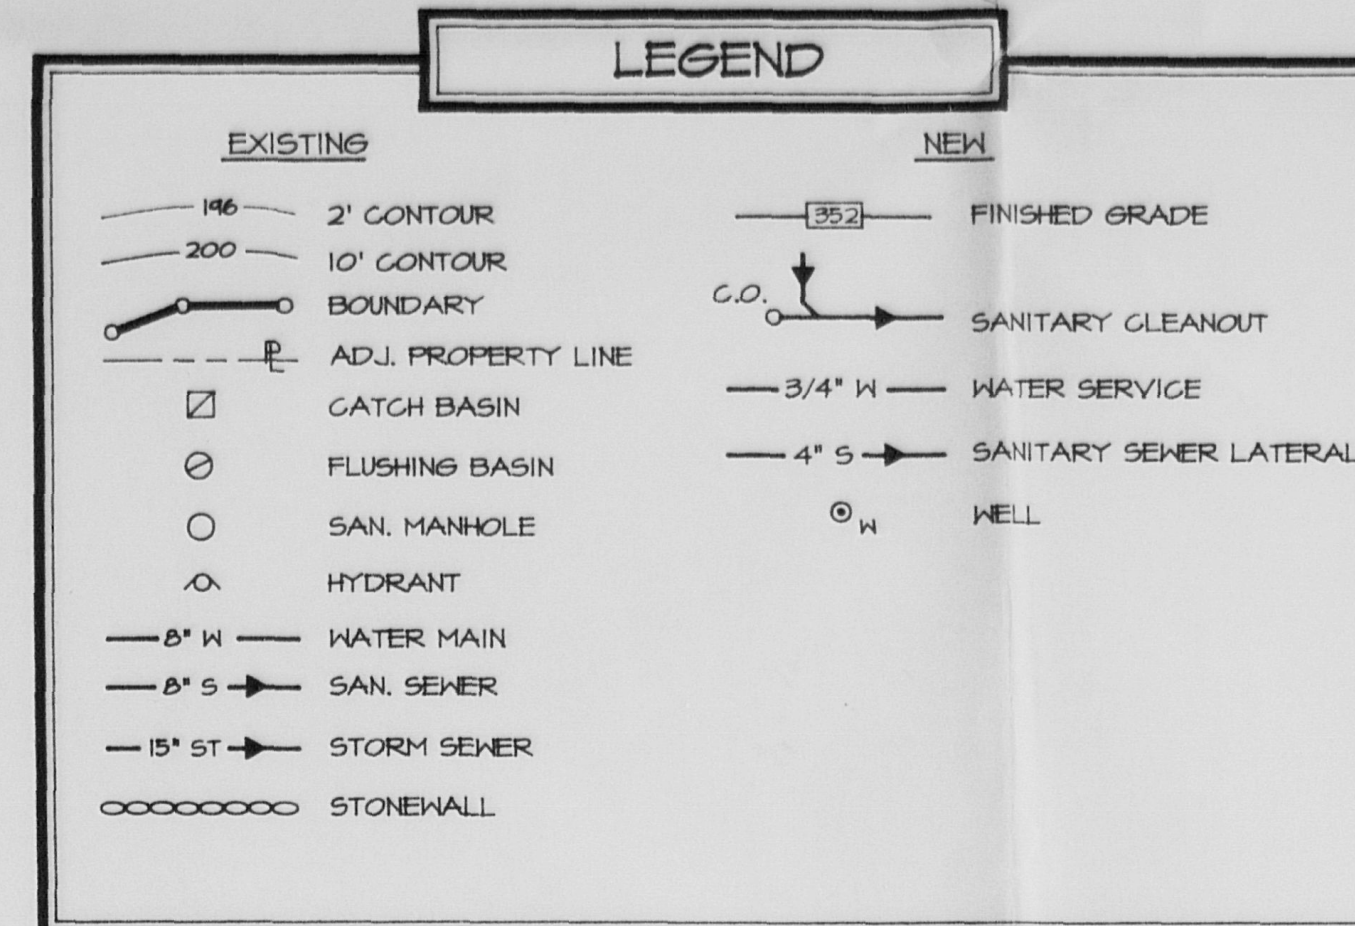 LEGEND
EXISTING
196 2' CONTOUR
200 10' CONTOUR
BOUNDARY
PL ADJ. PROPERTY LINE
CATCH BASIN
FLUSHING BASIN
SAN. MANHOLE
HYDRANT
8" W WATER MAIN
8" S SAN. SEWER
15" ST STORM SEWER
STONEWALL
NEW
352 FINISHED GRADE
C.O. SANITARY CLEANOUT
3/4" W WATER SERVICE
4" S SANITARY SEWER LATERAL
W WELL